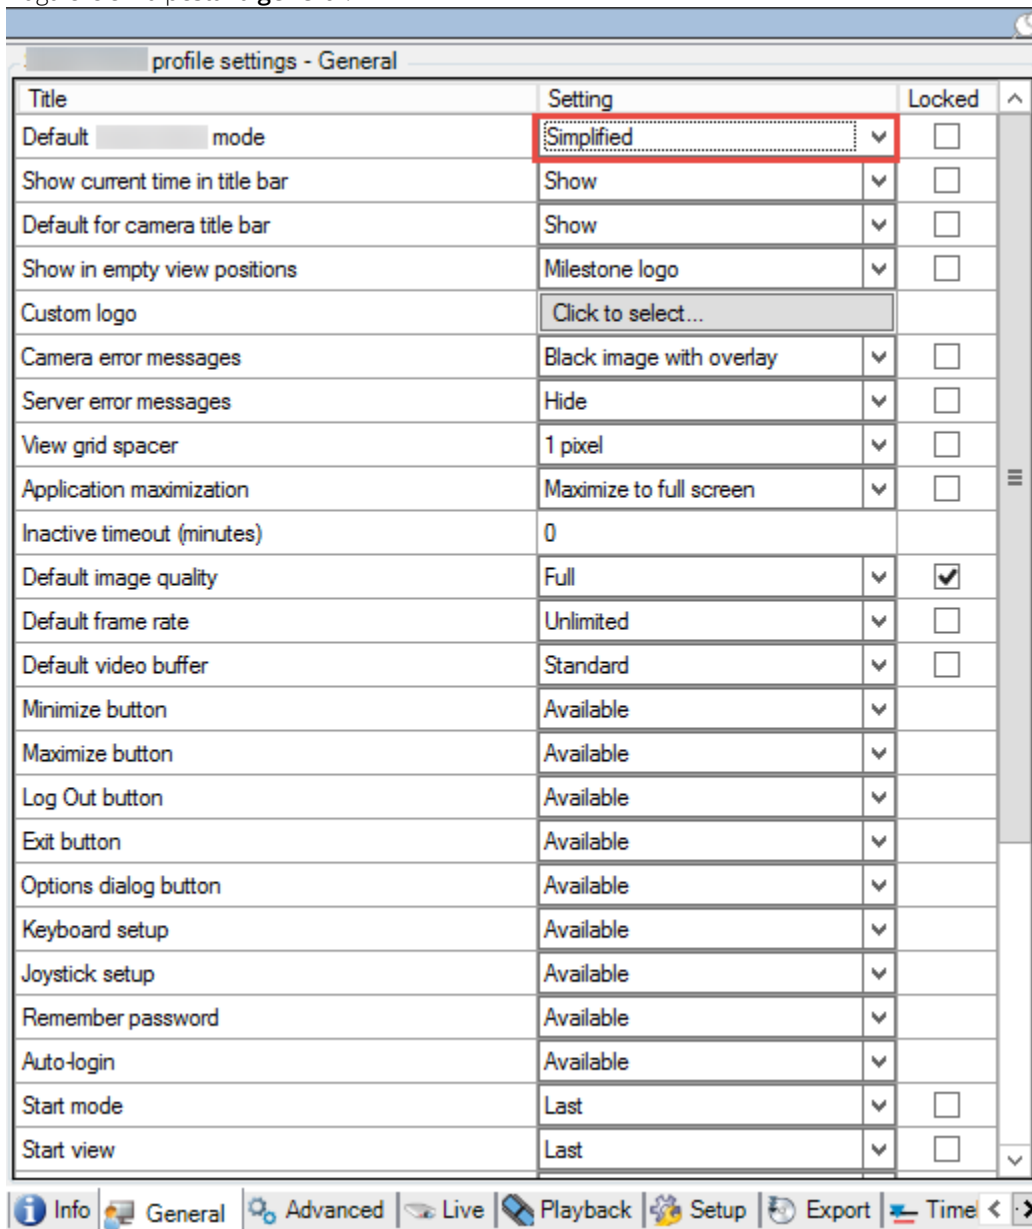 profile settings - General
Title Setting Locked
Default mode Simplified
Show current time in title bar Show
Default for camera title bar Show
Show in empty view positions Milestone logo
Custom logo Click to select...
Camera error messages Black image with overlay
Server error messages Hide
View grid spacer 1 pixel
Application maximization Maximize to full screen
Inactive timeout (minutes) 0
Default image quality Full
Default frame rate Unlimited
Default video buffer Standard
Minimize button Available
Maximize button Available
Log Out button Available
Exit button Available
Options dialog button Available
Keyboard setup Available
Joystick setup Available
Remember password Available
Auto-login Available
Start mode Last
Start view Last
Info General Advanced Live Playback Setup Export Timel